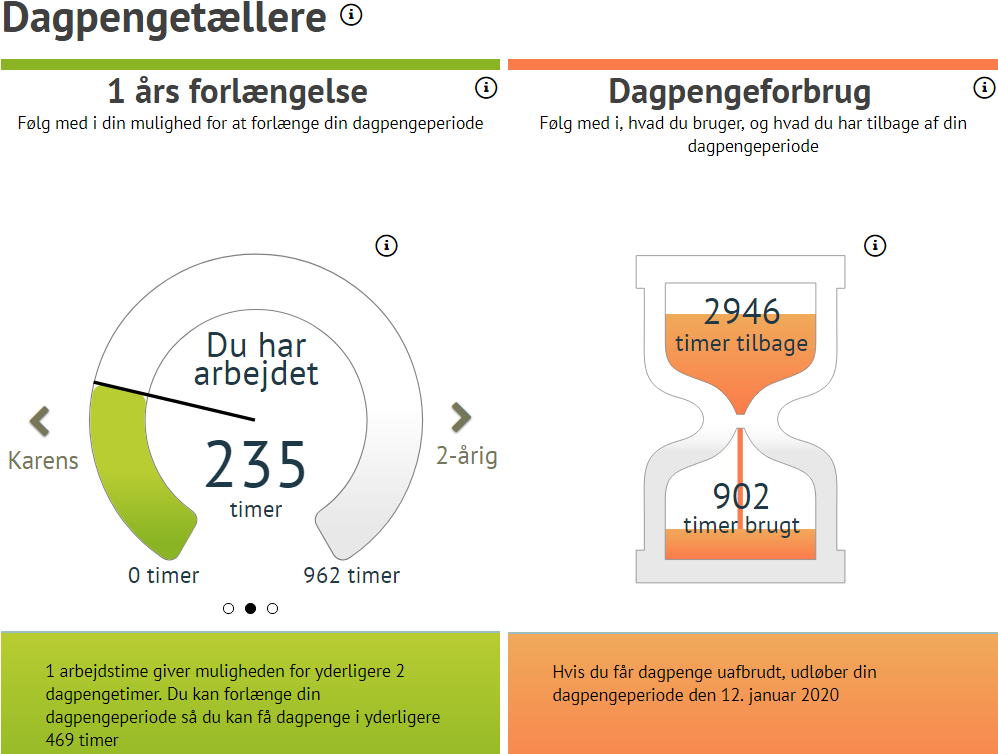 Dagpengetællere
1 års forlængelse
Følg med i din mulighed for at forlænge din dagpengeperiode
Du har
arbejdet
235
timer
Karens
2-årig
0 timer
962 timer
1 arbejdstime giver muligheden for yderligere 2
dagpengetimer. Du kan forlænge din
dagpengeperiode så du kan få dagpenge i yderligere
469 timer
Dagpengeforbrug
Følg med i, hvad du bruger, og hvad du har tilbage af din
dagpengeperiode
2946
timer tilbage
902
timer brugt
Hvis du får dagpenge uafbrudt, udløber din
dagpengeperiode den 12. januar 2020